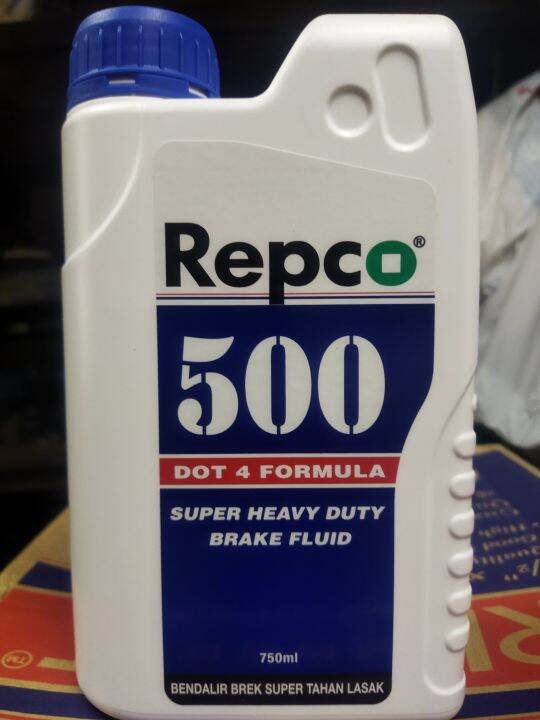 Repco®
500
DOT 4 FORMULA
SUPER HEAVY DUTY
BRAKE FLUID
750ml
BENDALIR BREK SUPER TAHAN LASAK